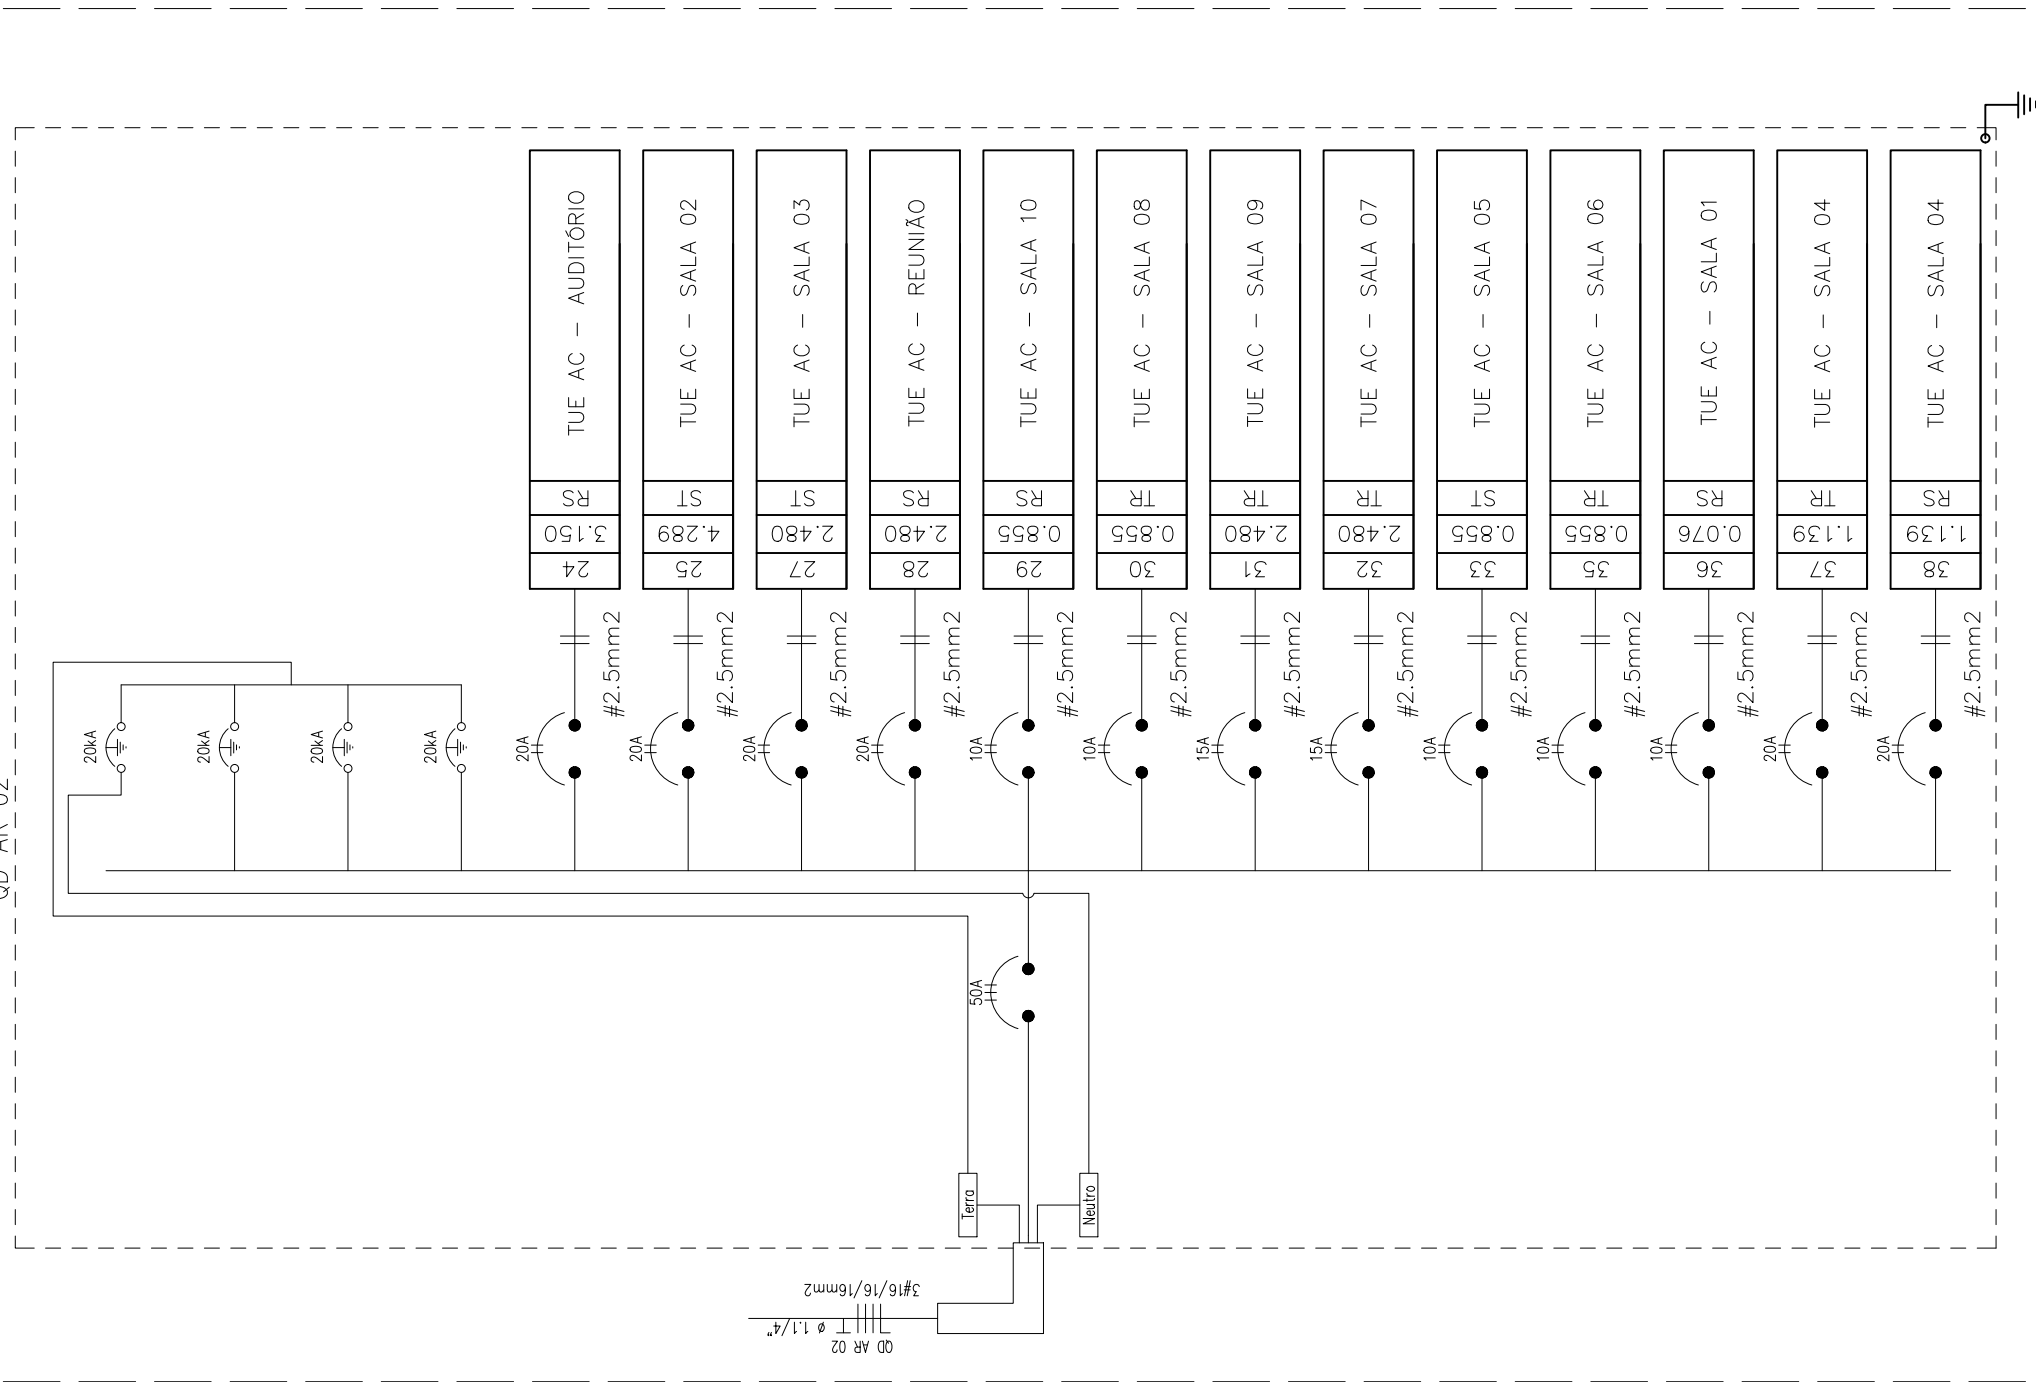 TUE AC - AUDITÓRIO
RS
3.150
24
#2.5mm2
20A
TUE AC - SALA 02
ST
4.289
25
#2.5mm2
20A
TUE AC - SALA 03
ST
2.480
27
#2.5mm2
20A
TUE AC - REUNIÃO
RS
2.480
28
#2.5mm2
20A
TUE AC - SALA 10
RS
0.855
29
#2.5mm2
10A
TUE AC - SALA 08
TR
0.855
30
#2.5mm2
10A
TUE AC - SALA 09
TR
2.480
31
#2.5mm2
15A
TUE AC - SALA 07
TR
2.480
32
#2.5mm2
15A
TUE AC - SALA 05
ST
0.855
33
#2.5mm2
10A
TUE AC - SALA 06
TR
0.855
35
#2.5mm2
10A
TUE AC - SALA 01
RS
0.076
36
#2.5mm2
10A
TUE AC - SALA 04
TR
1.139
37
#2.5mm2
20A
TUE AC - SALA 04
RS
1.139
38
#2.5mm2
20A
20kA
20kA
20kA
20kA
QD AR 02
50A
Terra
Neutro
3#16/16/16mm2
ø 1.1/4"
QD AR 02